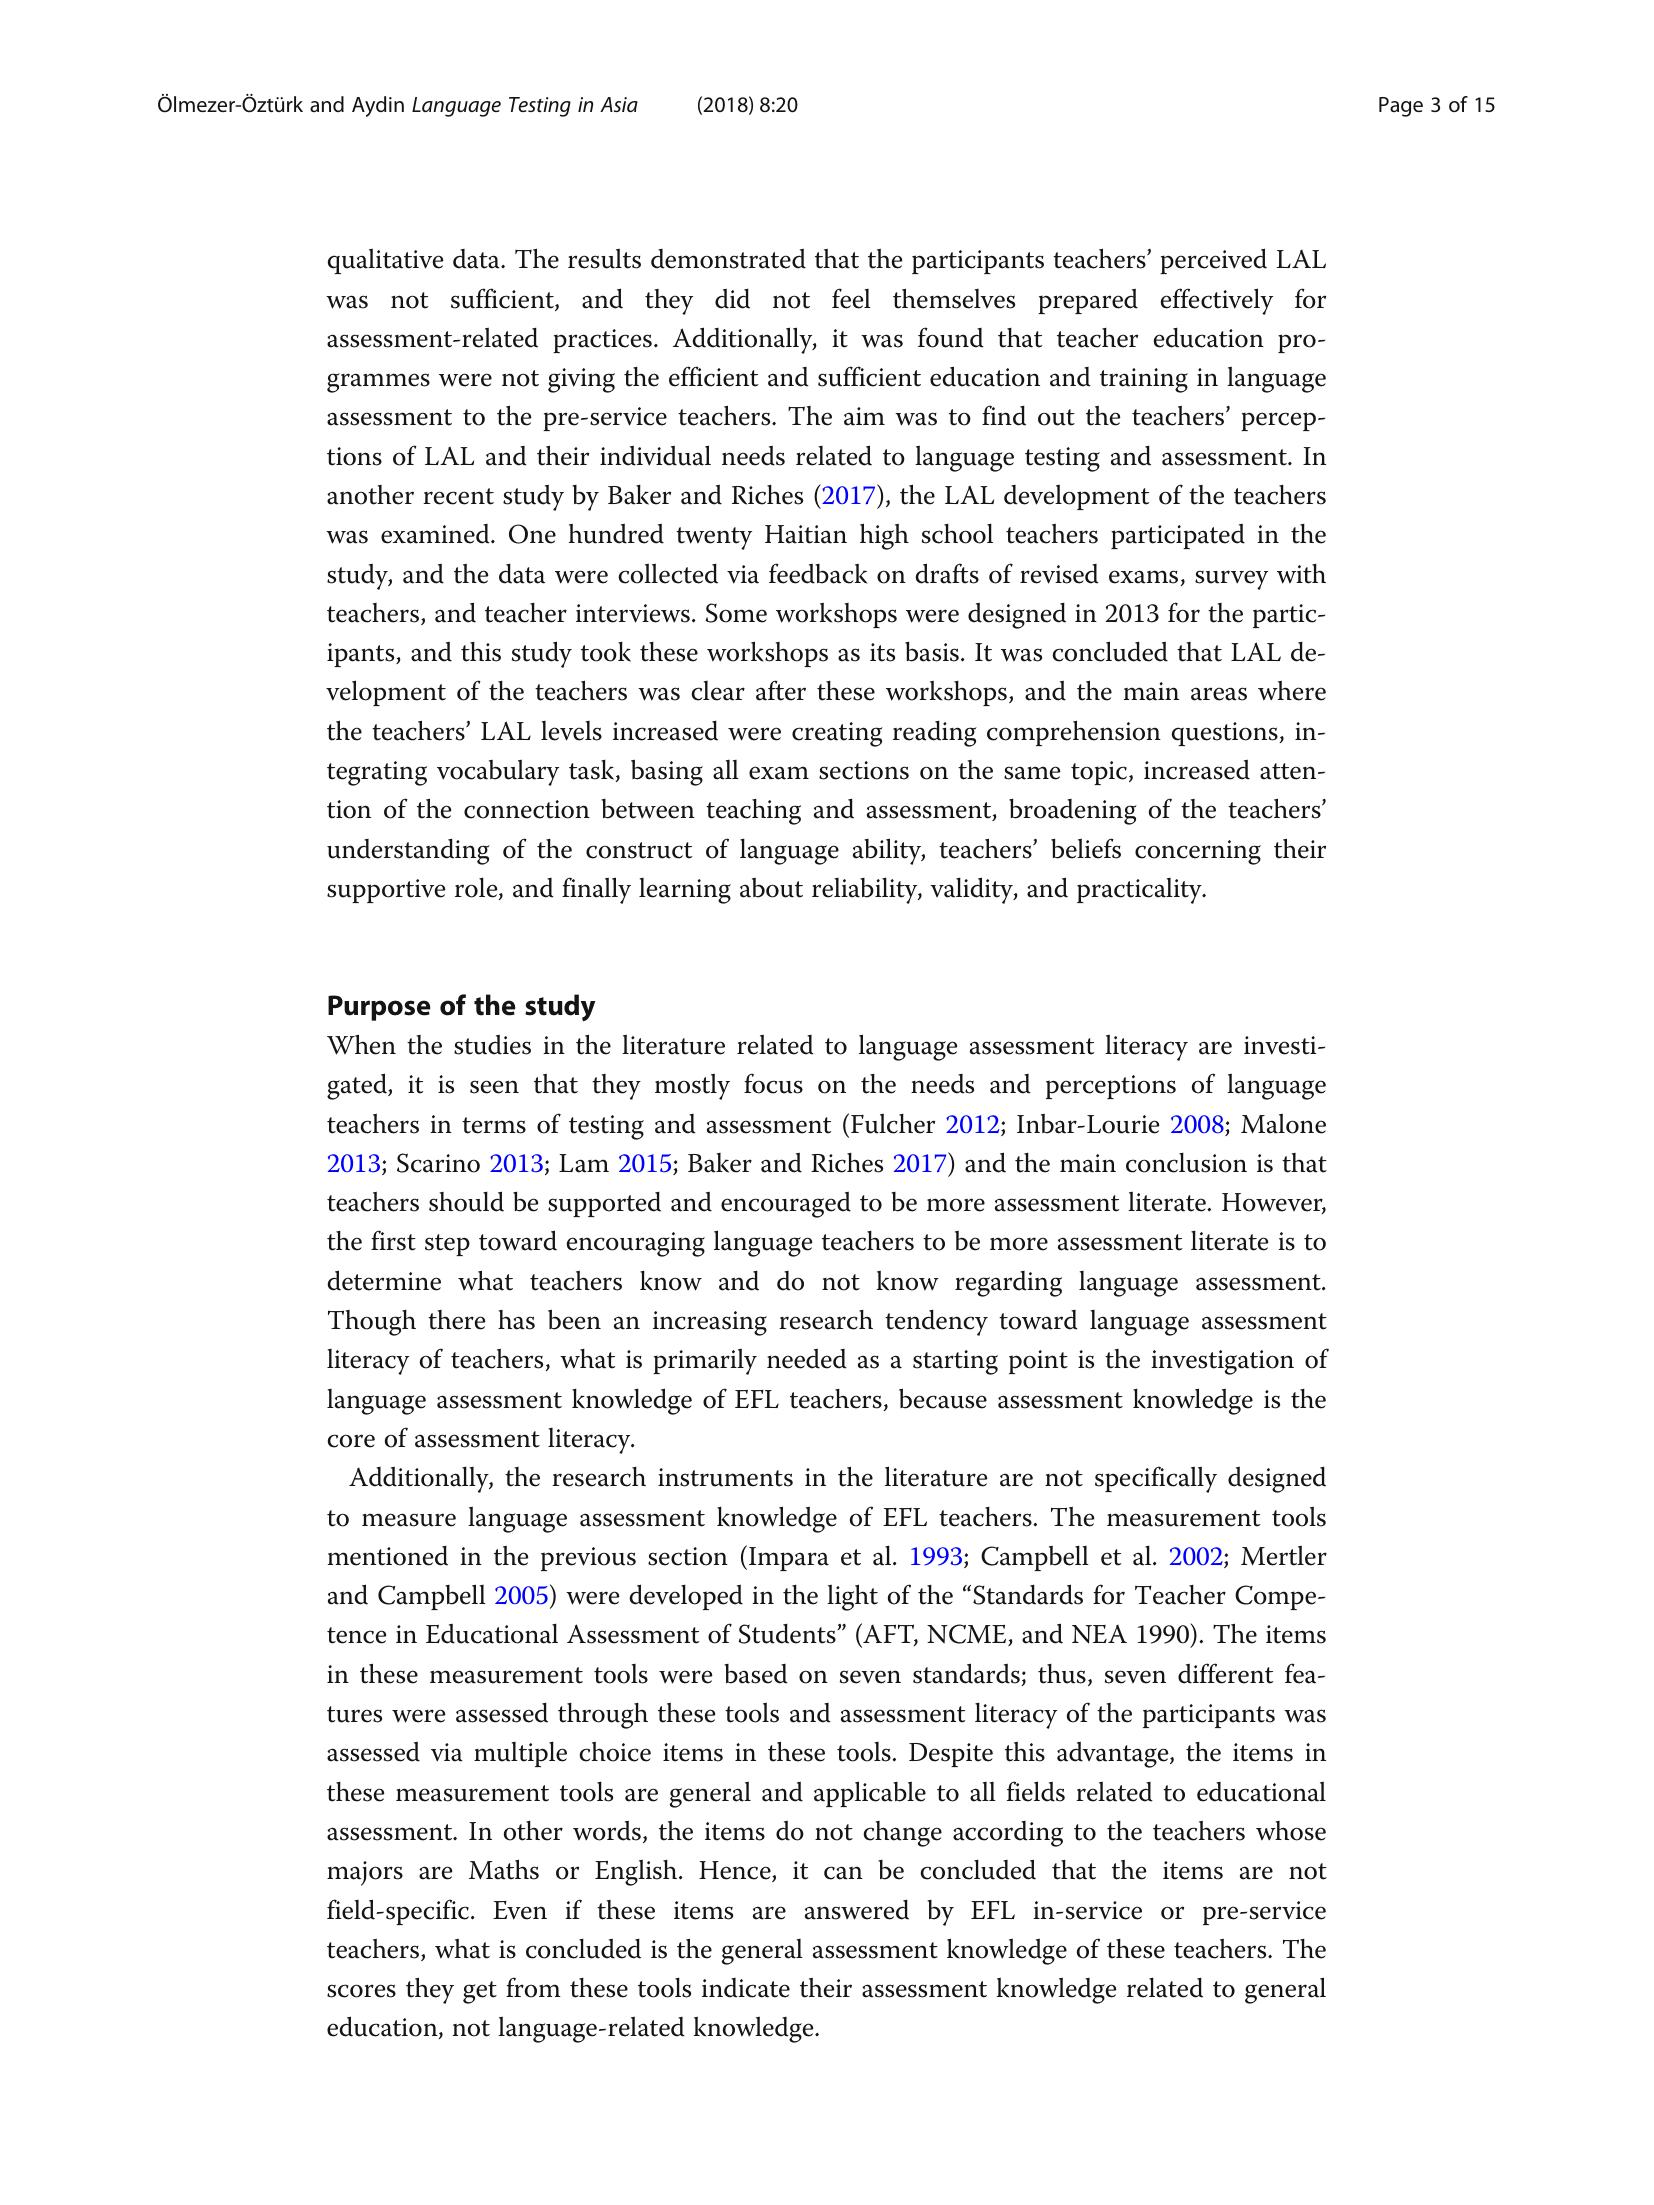 Ölmezer-Öztürk and Aydin Language Testing in Asia (2018) 8:20 Page 3 of 15
qualitative data. The results demonstrated that the participants teachers’ perceived LAL
was not sufficient, and they did not feel themselves prepared effectively for
assessment-related practices. Additionally, it was found that teacher education pro-
grammes were not giving the efficient and sufficient education and training in language
assessment to the pre-service teachers. The aim was to find out the teachers’ percep-
tions of LAL and their individual needs related to language testing and assessment. In
another recent study by Baker and Riches (2017), the LAL development of the teachers
was examined. One hundred twenty Haitian high school teachers participated in the
study, and the data were collected via feedback on drafts of revised exams, survey with
teachers, and teacher interviews. Some workshops were designed in 2013 for the partic-
ipants, and this study took these workshops as its basis. It was concluded that LAL de-
velopment of the teachers was clear after these workshops, and the main areas where
the teachers’ LAL levels increased were creating reading comprehension questions, in-
tegrating vocabulary task, basing all exam sections on the same topic, increased atten-
tion of the connection between teaching and assessment, broadening of the teachers’
understanding of the construct of language ability, teachers’ beliefs concerning their
supportive role, and finally learning about reliability, validity, and practicality.
Purpose of the study
When the studies in the literature related to language assessment literacy are investi-
gated, it is seen that they mostly focus on the needs and perceptions of language
teachers in terms of testing and assessment (Fulcher 2012; Inbar-Lourie 2008; Malone
2013; Scarino 2013; Lam 2015; Baker and Riches 2017) and the main conclusion is that
teachers should be supported and encouraged to be more assessment literate. However,
the first step toward encouraging language teachers to be more assessment literate is to
determine what teachers know and do not know regarding language assessment.
Though there has been an increasing research tendency toward language assessment
literacy of teachers, what is primarily needed as a starting point is the investigation of
language assessment knowledge of EFL teachers, because assessment knowledge is the
core of assessment literacy.
Additionally, the research instruments in the literature are not specifically designed
to measure language assessment knowledge of EFL teachers. The measurement tools
mentioned in the previous section (Impara et al. 1993; Campbell et al. 2002; Mertler
and Campbell 2005) were developed in the light of the “Standards for Teacher Compe-
tence in Educational Assessment of Students” (AFT, NCME, and NEA 1990). The items
in these measurement tools were based on seven standards; thus, seven different fea-
tures were assessed through these tools and assessment literacy of the participants was
assessed via multiple choice items in these tools. Despite this advantage, the items in
these measurement tools are general and applicable to all fields related to educational
assessment. In other words, the items do not change according to the teachers whose
majors are Maths or English. Hence, it can be concluded that the items are not
field-specific. Even if these items are answered by EFL in-service or pre-service
teachers, what is concluded is the general assessment knowledge of these teachers. The
scores they get from these tools indicate their assessment knowledge related to general
education, not language-related knowledge.